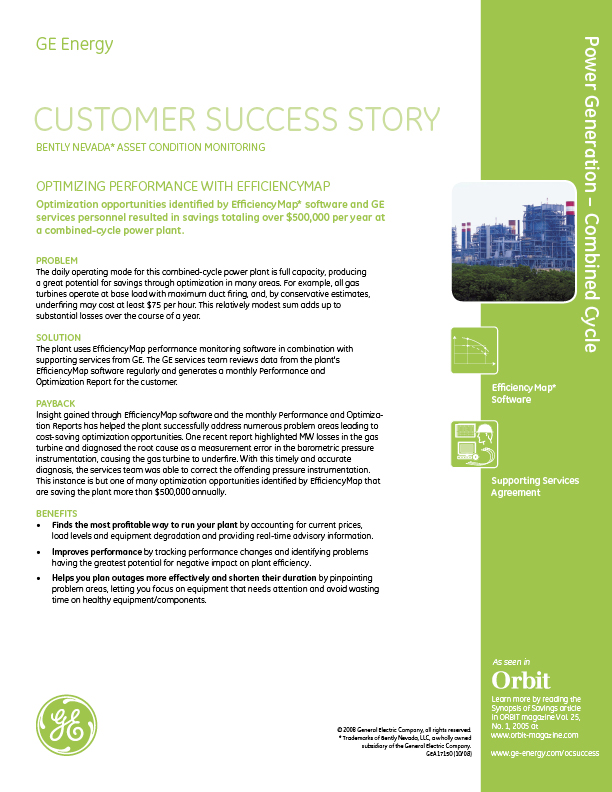 GE Energy
CUSTOMER SUCCESS STORY
BENTLY NEVADA* ASSET CONDITION MONITORING
OPTIMIZING PERFORMANCE WITH EFFICIENCYMAP
Optimization opportunities identified by EfficiencyMap* software and GE
services personnel resulted in savings totaling over $500,000 per year at
a combined-cycle power plant.
PROBLEM
The daily operating mode for this combined-cycle power plant is full capacity, producing
a great potential for savings through optimization in many areas. For example, all gas
turbines operate at base load with maximum duct firing, and, by conservative estimates,
underfiring may cost at least $75 per hour. This relatively modest sum adds up to
substantial losses over the course of a year.
SOLUTION
The plant uses EfficiencyMap performance monitoring software in combination with
supporting services from GE. The GE services team reviews data from the plant's
EfficiencyMap software regularly and generates a monthly Performance and
Optimization Report for the customer.
PAYBACK
Insight gained through EfficiencyMap software and the monthly Performance and Optimiza-
tion Reports has helped the plant successfully address numerous problem areas leading to
cost-saving optimization opportunities. One recent report highlighted MW losses in the gas
turbine and diagnosed the root cause as a measurement error in the barometric pressure
instrumentation, causing the gas turbine to underfire. With this timely and accurate
diagnosis, the services team was able to correct the offending pressure instrumentation.
This instance is but one of many optimization opportunities identified by EfficiencyMap that
are saving the plant more than $500,000 annually.
BENEFITS
• Finds the most profitable way to run your plant by accounting for current prices,
load levels and equipment degradation and providing real-time advisory information.
• Improves performance by tracking performance changes and identifying problems
having the greatest potential for negative impact on plant efficiency.
• Helps you plan outages more effectively and shorten their duration by pinpointing
problem areas, letting you focus on equipment that needs attention and avoid wasting
time on healthy equipment/components.
GE
© 2008 General Electric Company, all rights reserved.
* Trademarks of Bently Nevada, LLC, a wholly owned
subsidiary of the General Electric Company.
GEA17150 (10/08)
Power Generation – Combined Cycle
EfficiencyMap*
Software
Supporting Services
Agreement
As seen in
Orbit
Learn more by reading the
Synopsis of Savings article
in ORBIT magazine Vol. 25,
No. 1, 2005 at
www.orbit-magazine.com
www.ge-energy.com/ocsuccess